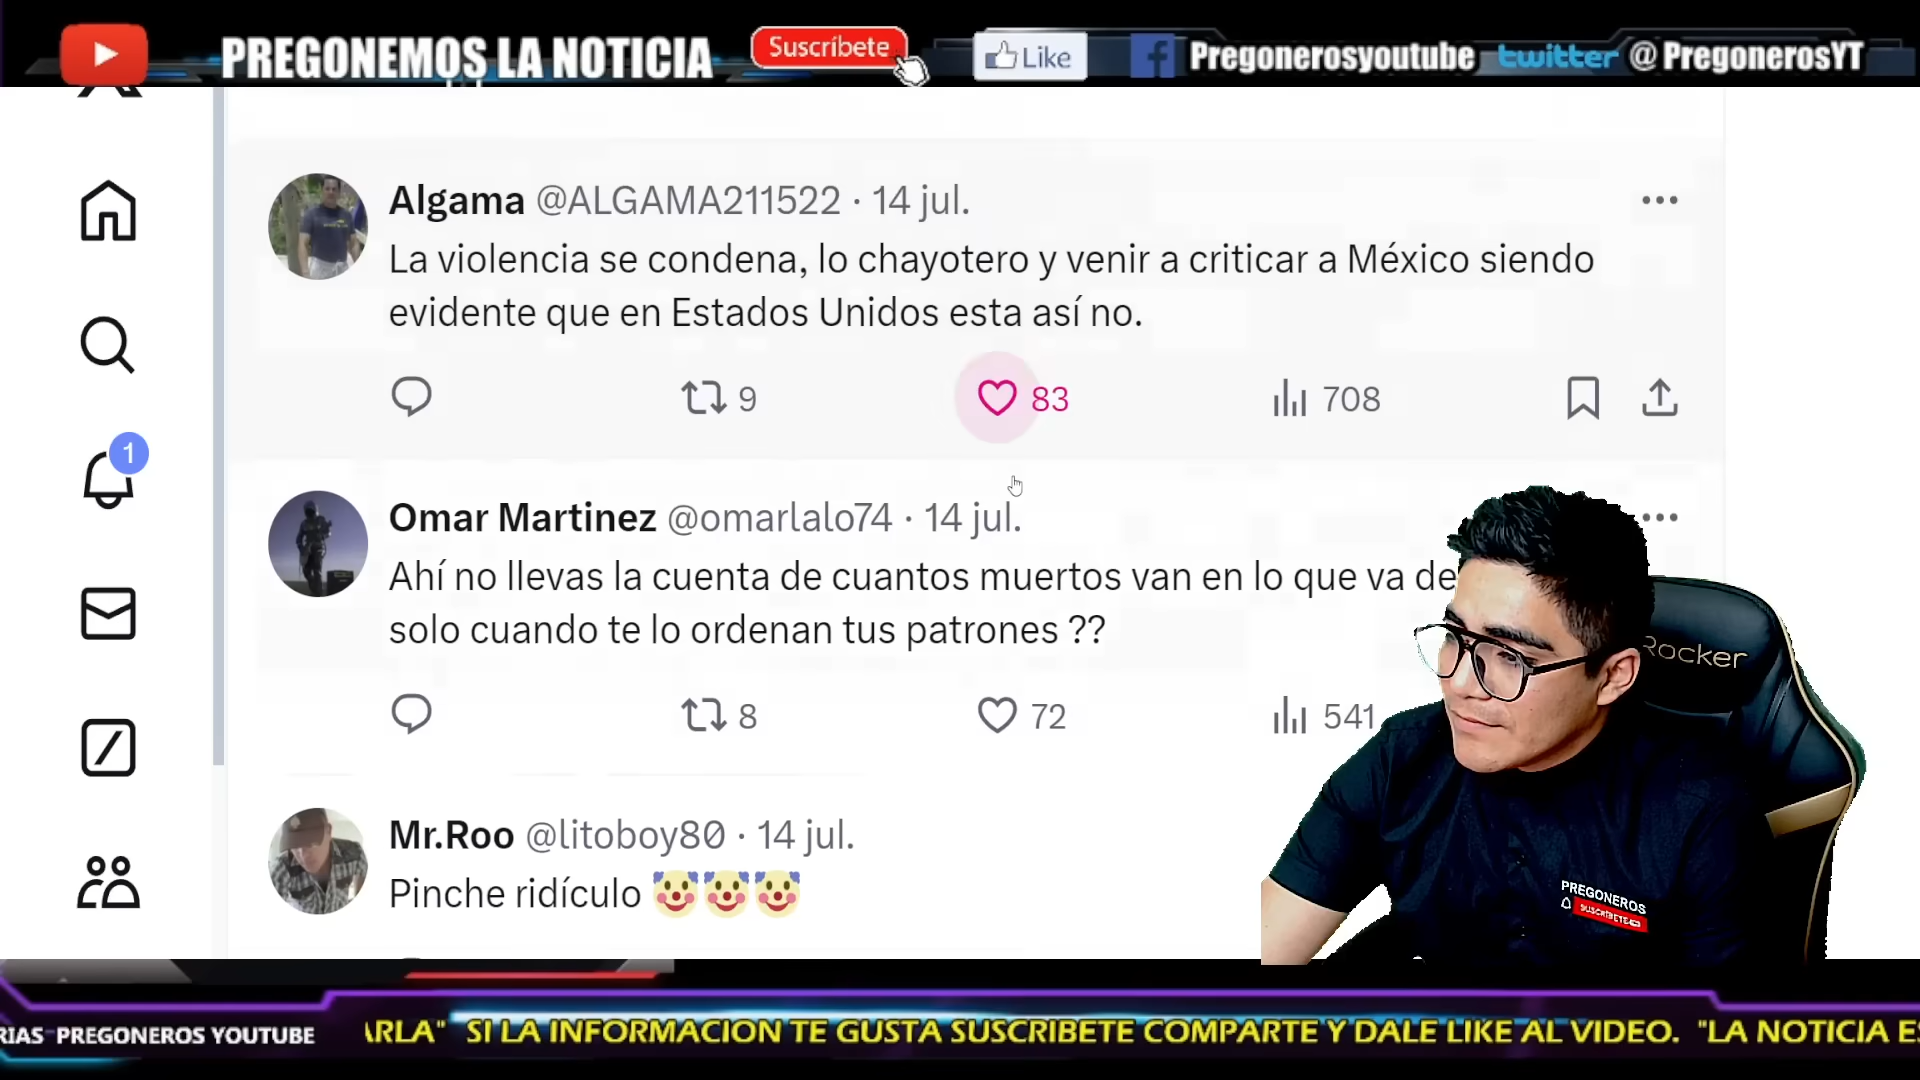 PREGONEMOS LA NOTICIA
Suscríbete
Like
Pregonerosyoutube
twitter @PregonerosYT
Algama @ALGAMA211522 · 14 jul.
La violencia se condena, lo chayotero y venir a criticar a México siendo
evidente que en Estados Unidos esta así no.
9
83
708
1
Omar Martinez @omarlalo74 · 14 jul.
Ahí no llevas la cuenta de cuantos muertos van en lo que va de
solo cuando te lo ordenan tus patrones ??
8
72
541
Rocker
Mr.Roo @litoboy80 · 14 jul.
Pinche ridículo 🤡🤡🤡
PREGONEROS
SUSCRÍBETE
RIAS PREGONEROS YOUTUBE
ARLA" SI LA INFORMACION TE GUSTA SUSCRIBETE COMPARTE Y DALE LIKE AL VIDEO. "LA NOTICIA ES